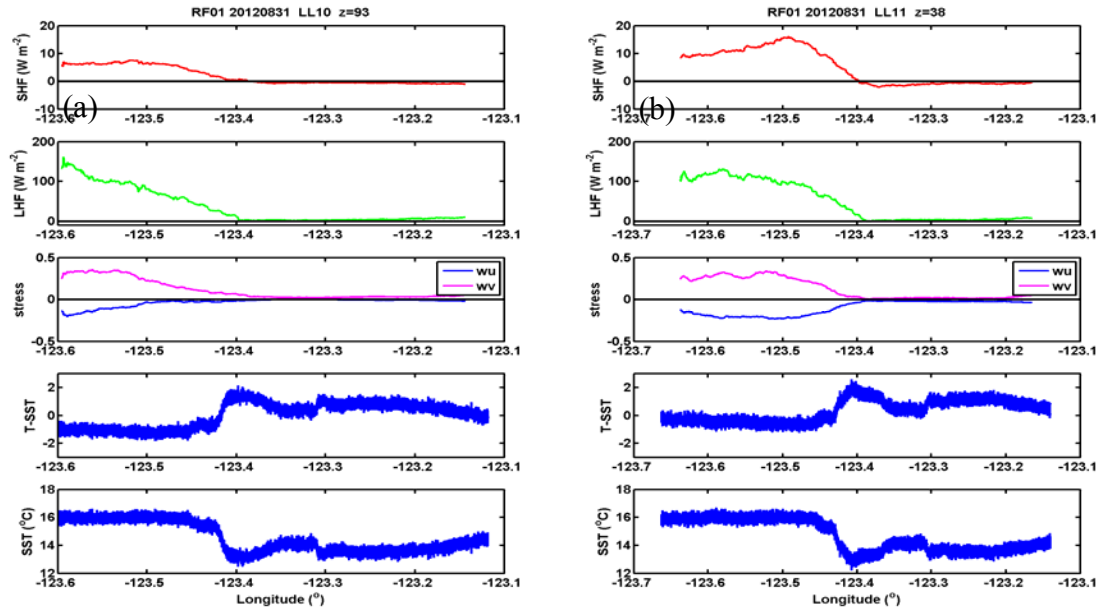 RF01 20120831 LL10 z=93
SHF (W m-2)
20
10
0
-10
(a)
-123.6 -123.5 -123.4 -123.3 -123.2 -123.1
LHF (W m-2)
200
100
0
-123.6 -123.5 -123.4 -123.3 -123.2 -123.1
stress
0.5
0
-0.5
wu
wv
-123.6 -123.5 -123.4 -123.3 -123.2 -123.1
T-SST
2
0
-2
-123.6 -123.5 -123.4 -123.3 -123.2 -123.1
SST (°C)
18
16
14
12
-123.6 -123.5 -123.4 -123.3 -123.2 -123.1
Longitude (°)
RF01 20120831 LL11 z=38
SHF (W m-2)
20
10
0
-10
(b)
-123.7 -123.6 -123.5 -123.4 -123.3 -123.2 -123.1
LHF (W m-2)
200
100
0
-123.7 -123.6 -123.5 -123.4 -123.3 -123.2 -123.1
stress
0.5
0
-0.5
wu
wv
-123.7 -123.6 -123.5 -123.4 -123.3 -123.2 -123.1
T-SST
2
0
-2
-123.7 -123.6 -123.5 -123.4 -123.3 -123.2 -123.1
SST (°C)
18
16
14
12
-123.7 -123.6 -123.5 -123.4 -123.3 -123.2 -123.1
Longitude (°)